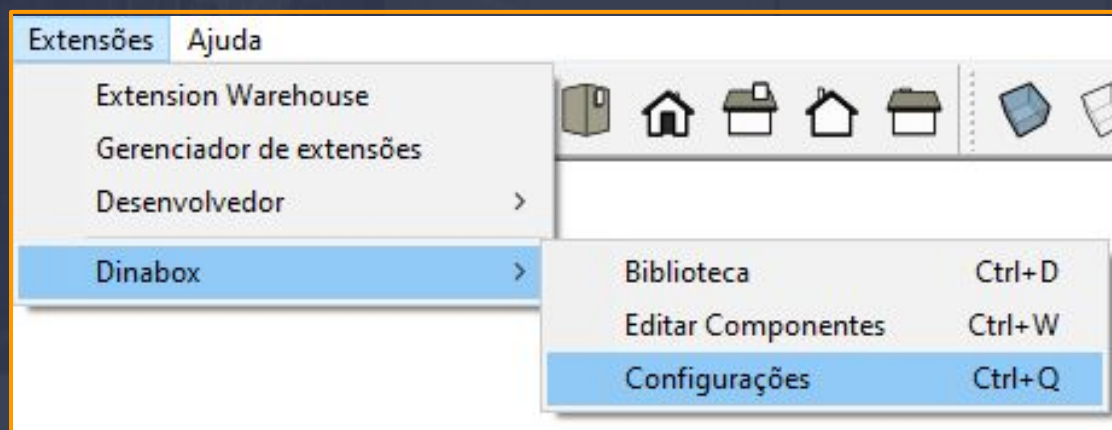 Extensões Ajuda
Extension Warehouse
Gerenciador de extensões
Desenvolvedor
Dinabox
Biblioteca Ctrl+D
Editar Componentes Ctrl+W
Configurações Ctrl+Q